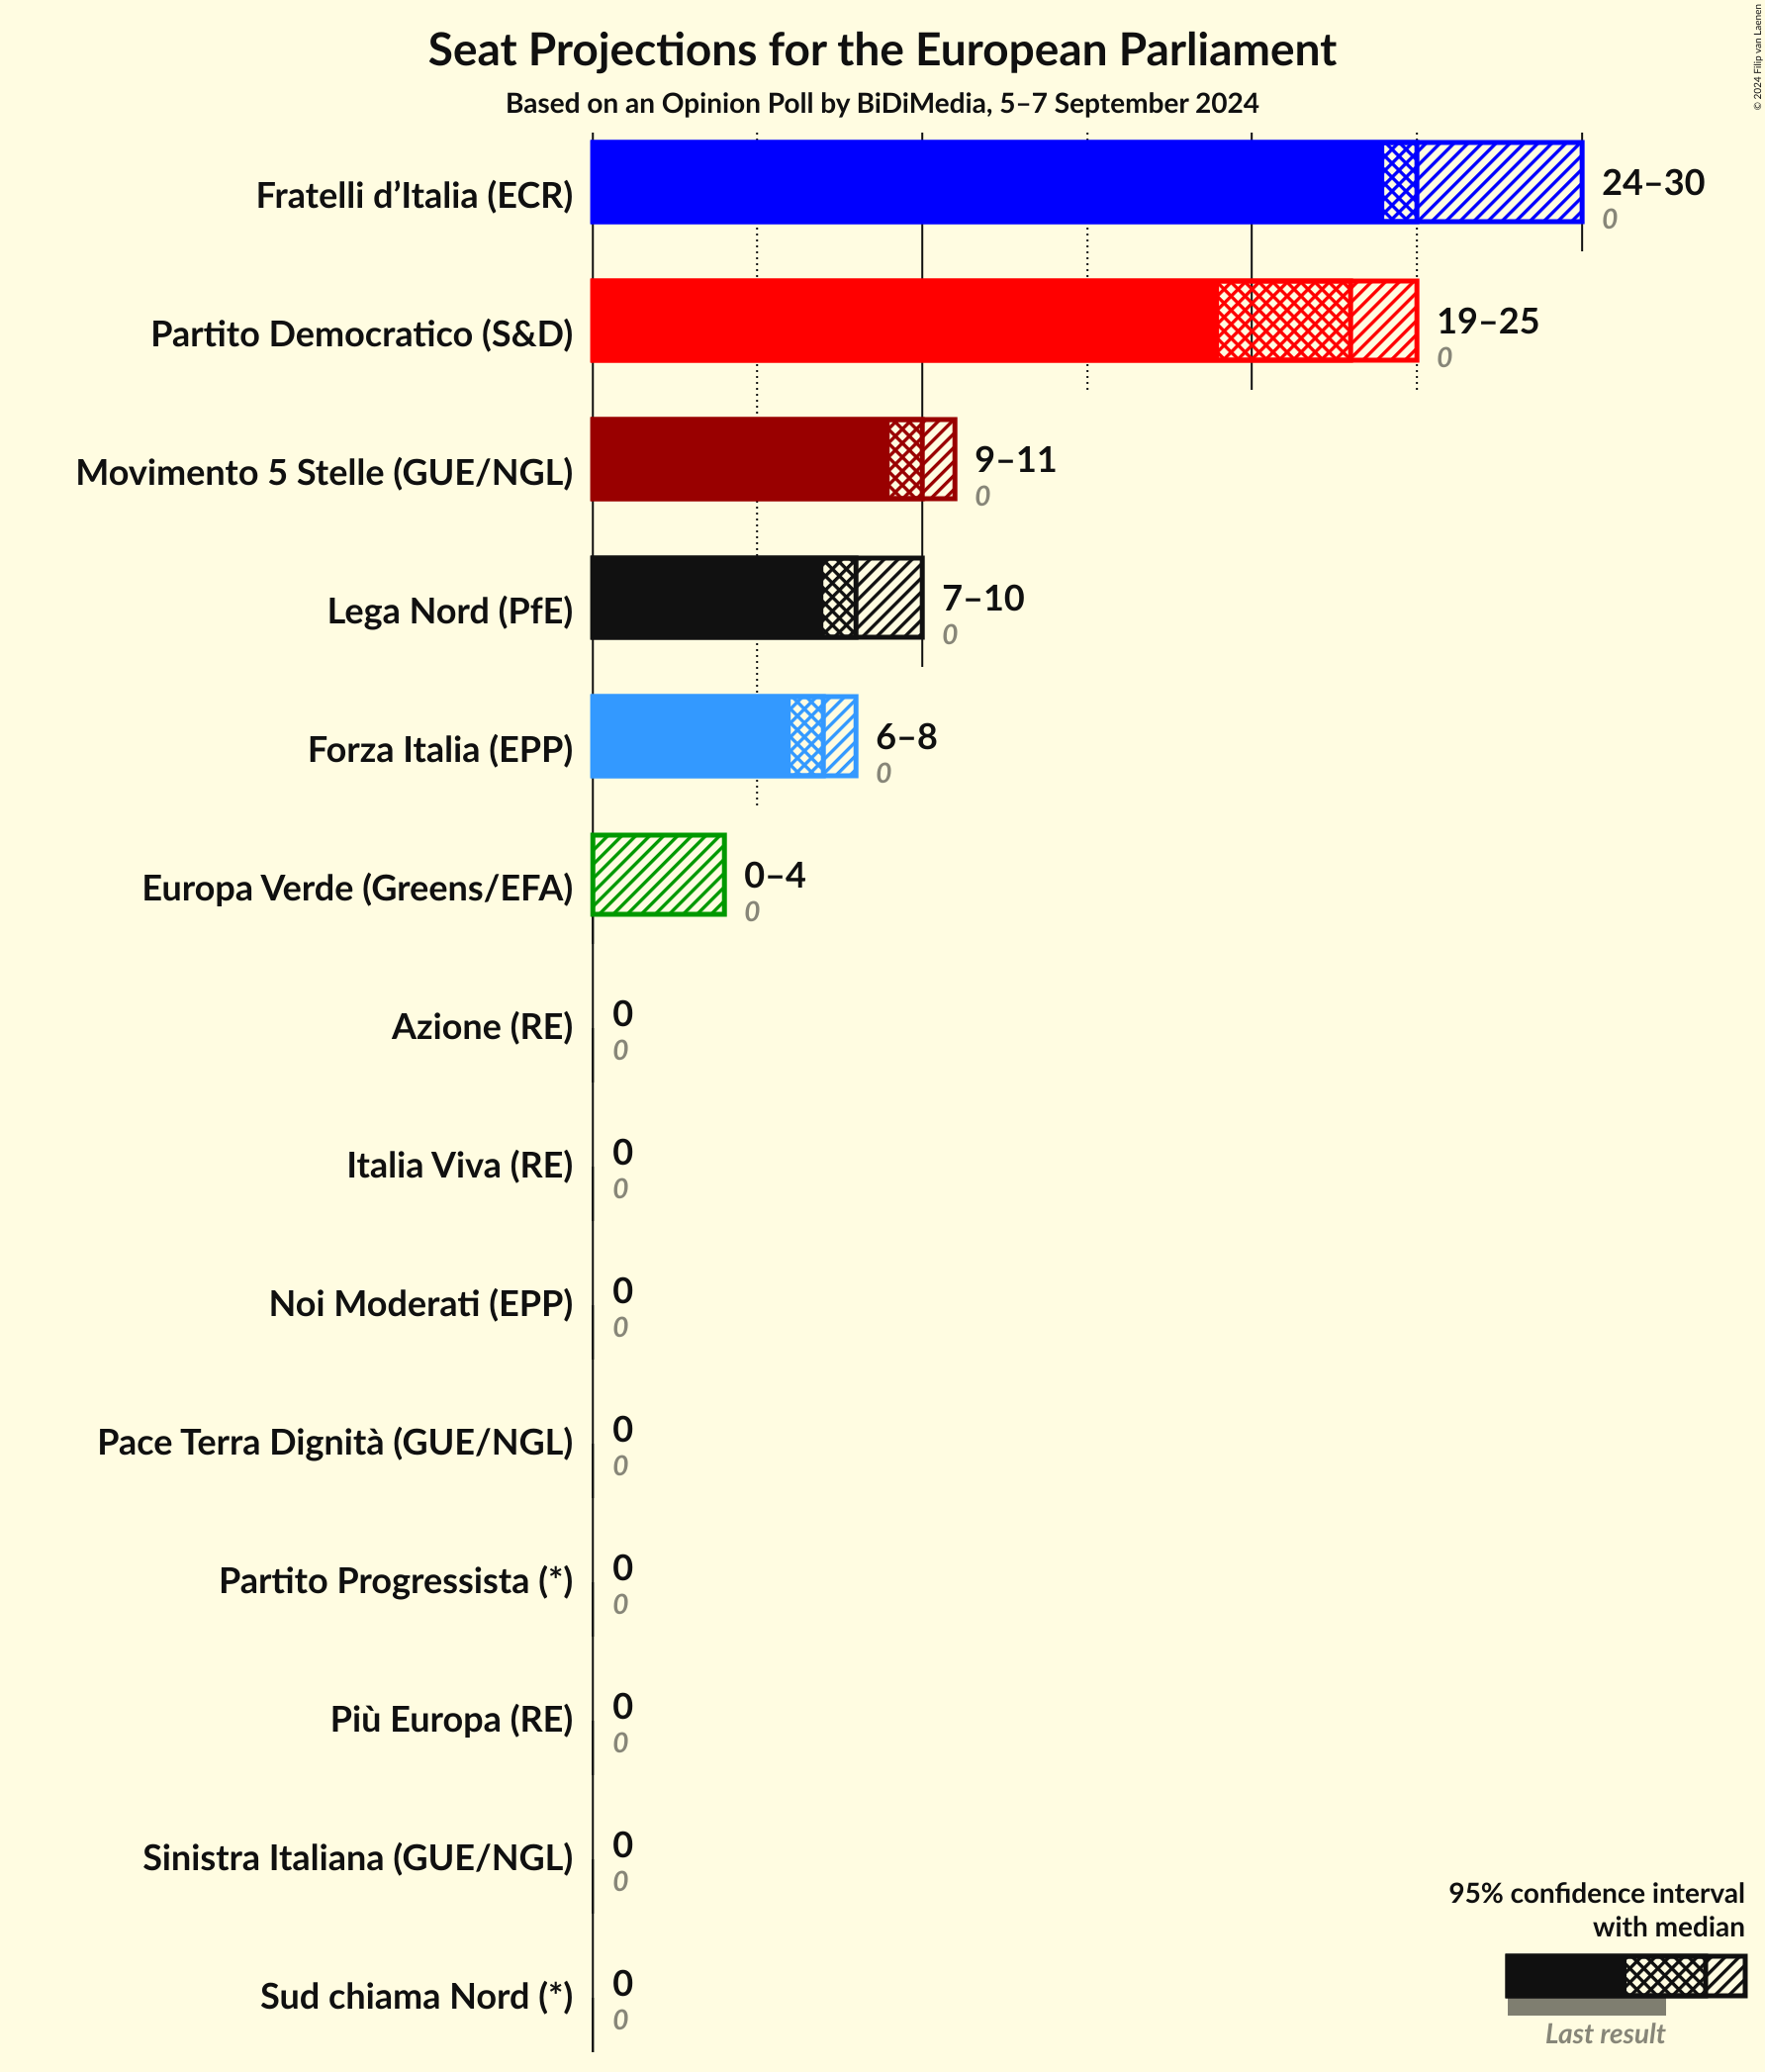 Seat Projections for the European Parliament
Based on an Opinion Poll by BiDiMedia, 5–7 September 2024
© 2024 Filip van Laenen
Fratelli d’Italia (ECR)
24–30
0
Partito Democratico (S&D)
19–25
0
Movimento 5 Stelle (GUE/NGL)
9–11
0
Lega Nord (PfE)
7–10
0
Forza Italia (EPP)
6–8
0
Europa Verde (Greens/EFA)
0–4
0
Azione (RE)
0
0
Italia Viva (RE)
0
0
Noi Moderati (EPP)
0
0
Pace Terra Dignità (GUE/NGL)
0
0
Partito Progressista (*)
0
0
Più Europa (RE)
0
0
Sinistra Italiana (GUE/NGL)
0
0
Sud chiama Nord (*)
0
0
95% confidence interval
with median
Last result